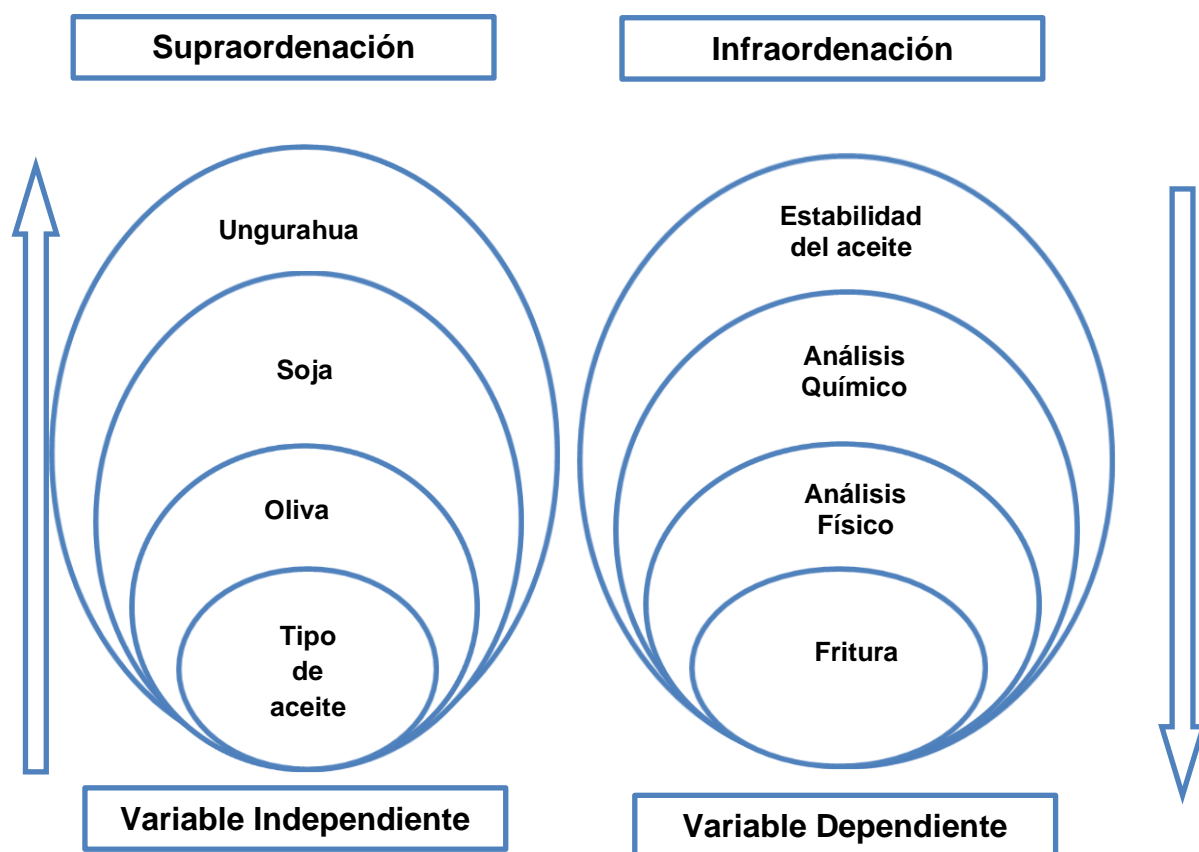 Supraordenación
Infraordenación
Ungurahua
Soja
Oliva
Tipo
de
aceite
Variable Independiente
Estabilidad
del aceite
Análisis
Químico
Análisis
Físico
Fritura
Variable Dependiente